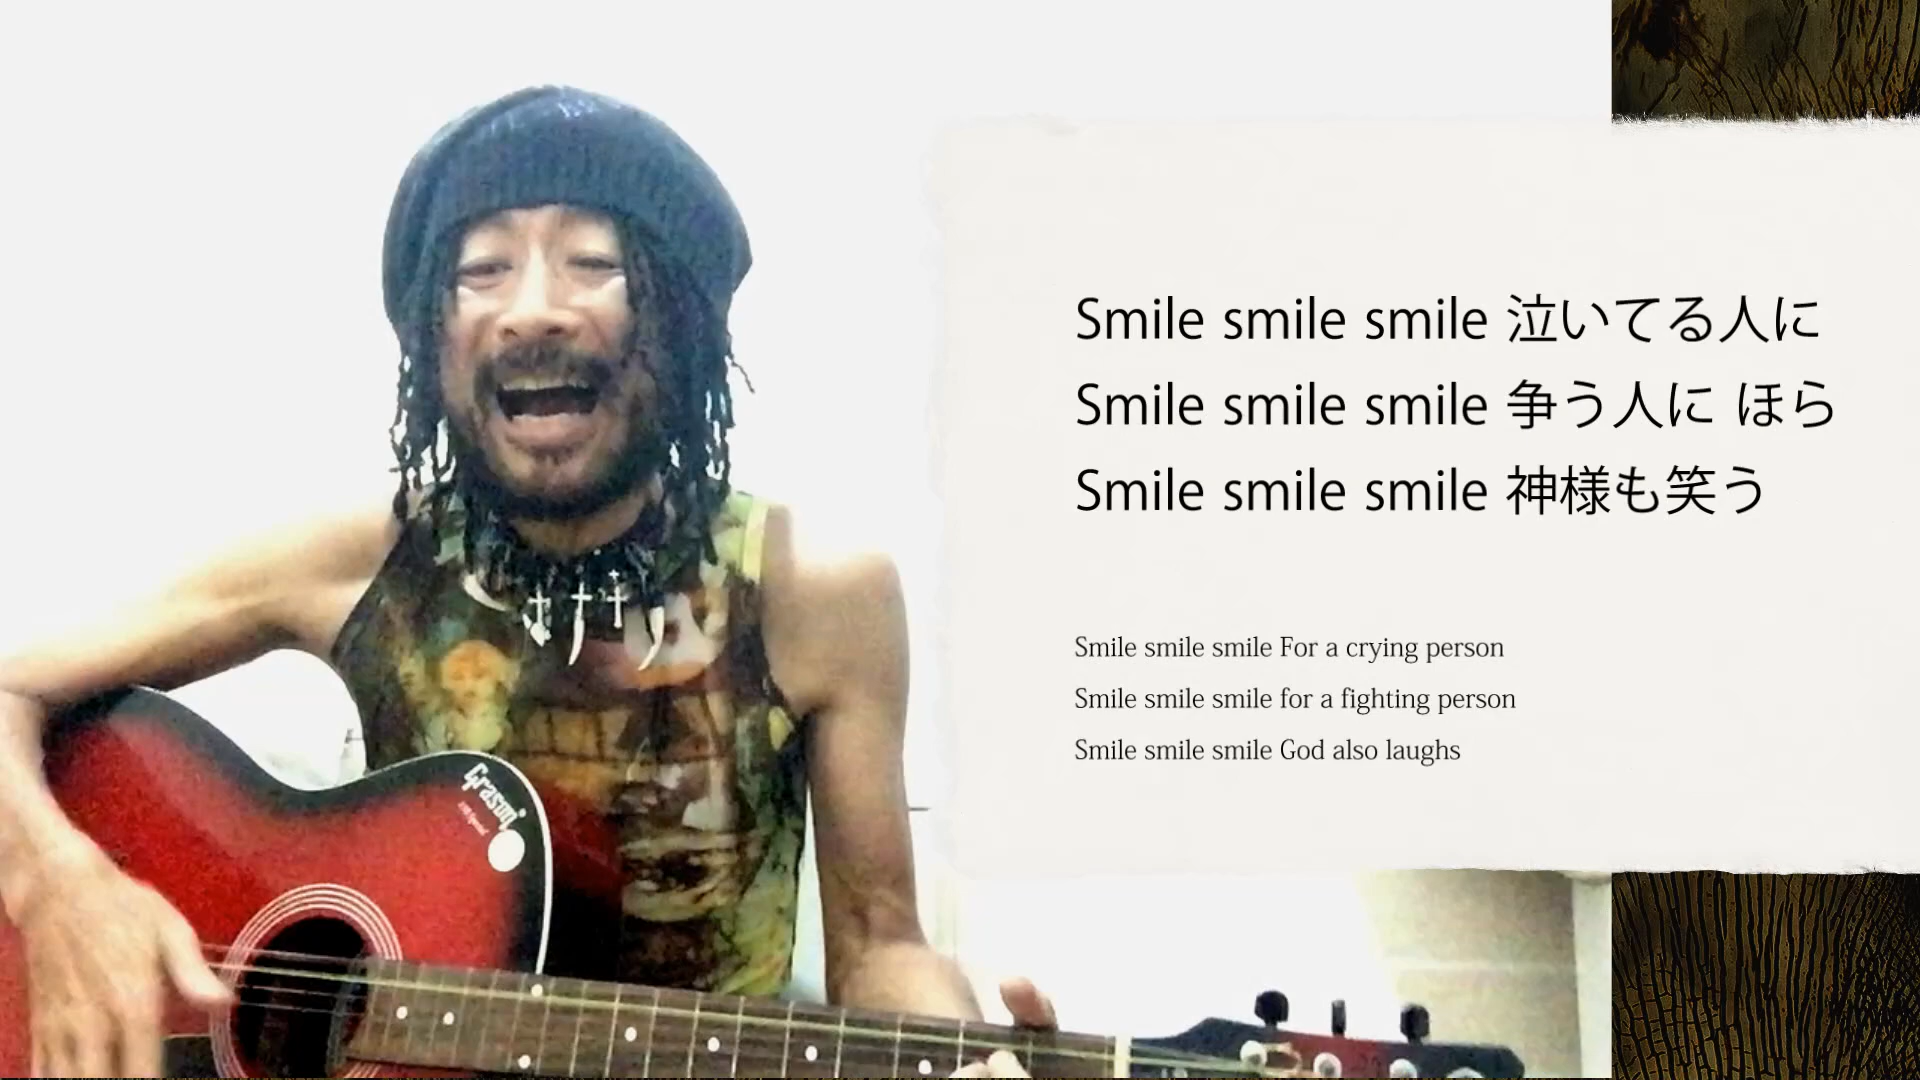 Smile smile smile 泣いてる人に
Smile smile smile 争う人に ほら
Smile smile smile 神様も笑う
Smile smile smile For a crying person
Smile smile smile for a fighting person
Smile smile smile God also laughs